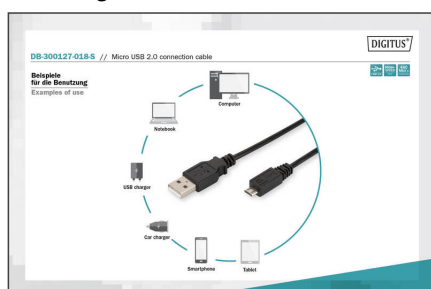 DIGITUS®
DB-300127-018-S // Micro USB 2.0 connection cable
Beispiele
für die Benutzung
Examples of use
Computer
Notebook
USB charger
Car charger
Smartphone
Tablet